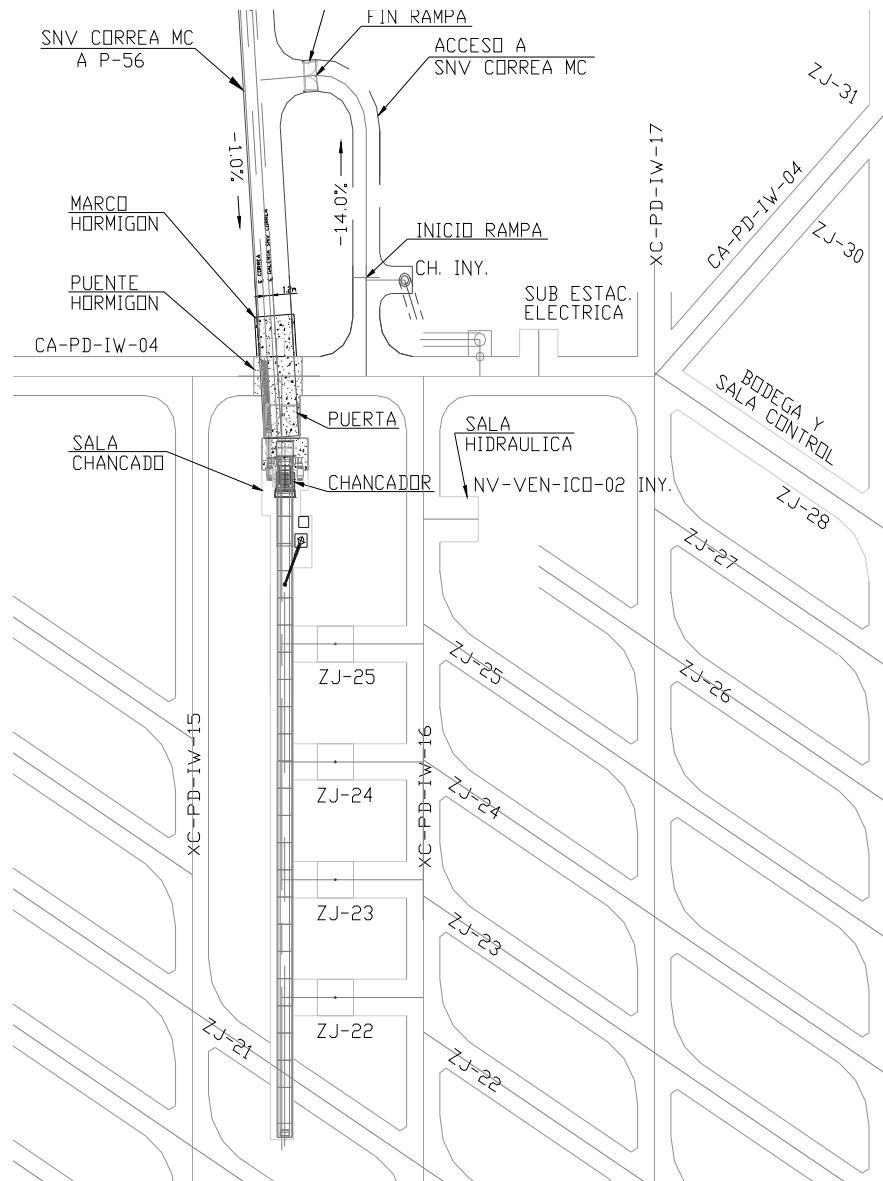 FIN RAMPA
SNV CORREA MC
A P-56
ACCESO A
SNV CORREA MC
ZJ-31
-1.0%
-14.0%
XC-PD-IW-17
CA-PD-IW-04
ZJ-30
MARCO
HORMIGON
INICIO RAMPA
CH. INY.
PUENTE
HORMIGON
SUB ESTAC.
ELECTRICA
CA-PD-IW-04
BODEGA Y
SALA CONTROL
PUERTA
SALA
HIDRAULICA
SALA
CHANCADO
CHANCADOR
NV-VEN-ICO-02 INY.
ZJ-28
ZJ-27
ZJ-25
ZJ-25
ZJ-26
XC-PD-IW-15
XC-PD-IW-16
ZJ-24
ZJ-24
ZJ-23
ZJ-23
ZJ-22
ZJ-21
ZJ-22